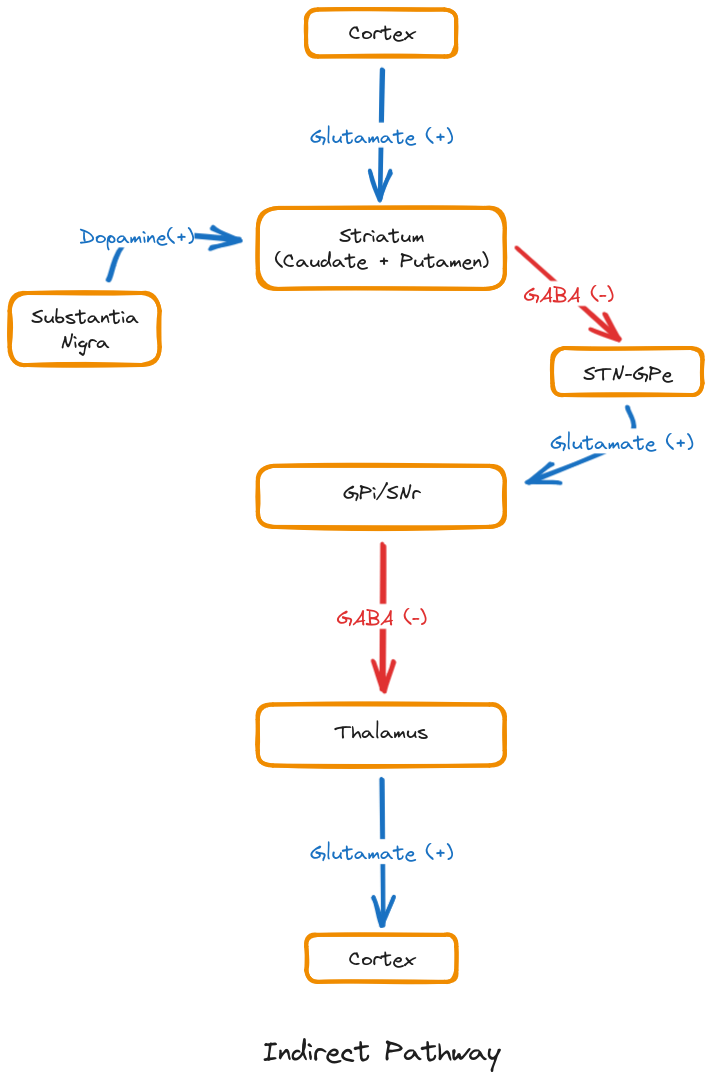 Cortex
Glutamate (+)
Dopamine(+)
Striatum
(Caudate + Putamen)
GABA (-)
Substantia
Nigra
STN-GPe
Glutamate (+)
GPi/SNr
GABA (-)
Thalamus
Glutamate (+)
Cortex
Indirect Pathway